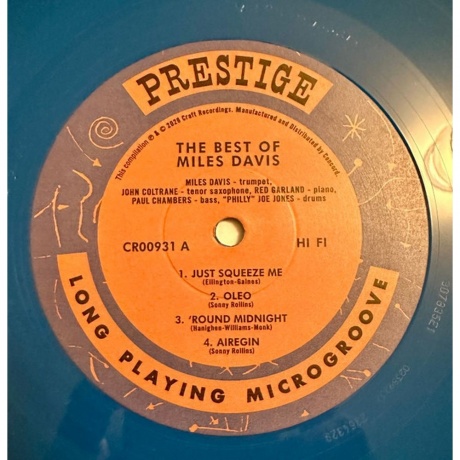 PRESTIGE
This compilation ℗ & © 2020 Craft Recordings. Manufactured and Distributed by Concord.
THE BEST OF
MILES DAVIS
MILES DAVIS - trumpet,
JOHN COLTRANE - tenor saxophone, RED GARLAND - piano,
PAUL CHAMBERS - bass, "PHILLY" JOE JONES - drums
CR00931 A
HI FI
1. JUST SQUEEZE ME
(Ellington-Gaines)
2. OLEO
(Sonny Rollins)
3. 'ROUND MIDNIGHT
(Hanighen-Williams-Monk)
4. AIREGIN
(Sonny Rollins)
LONG PLAYING MICROGROOVE